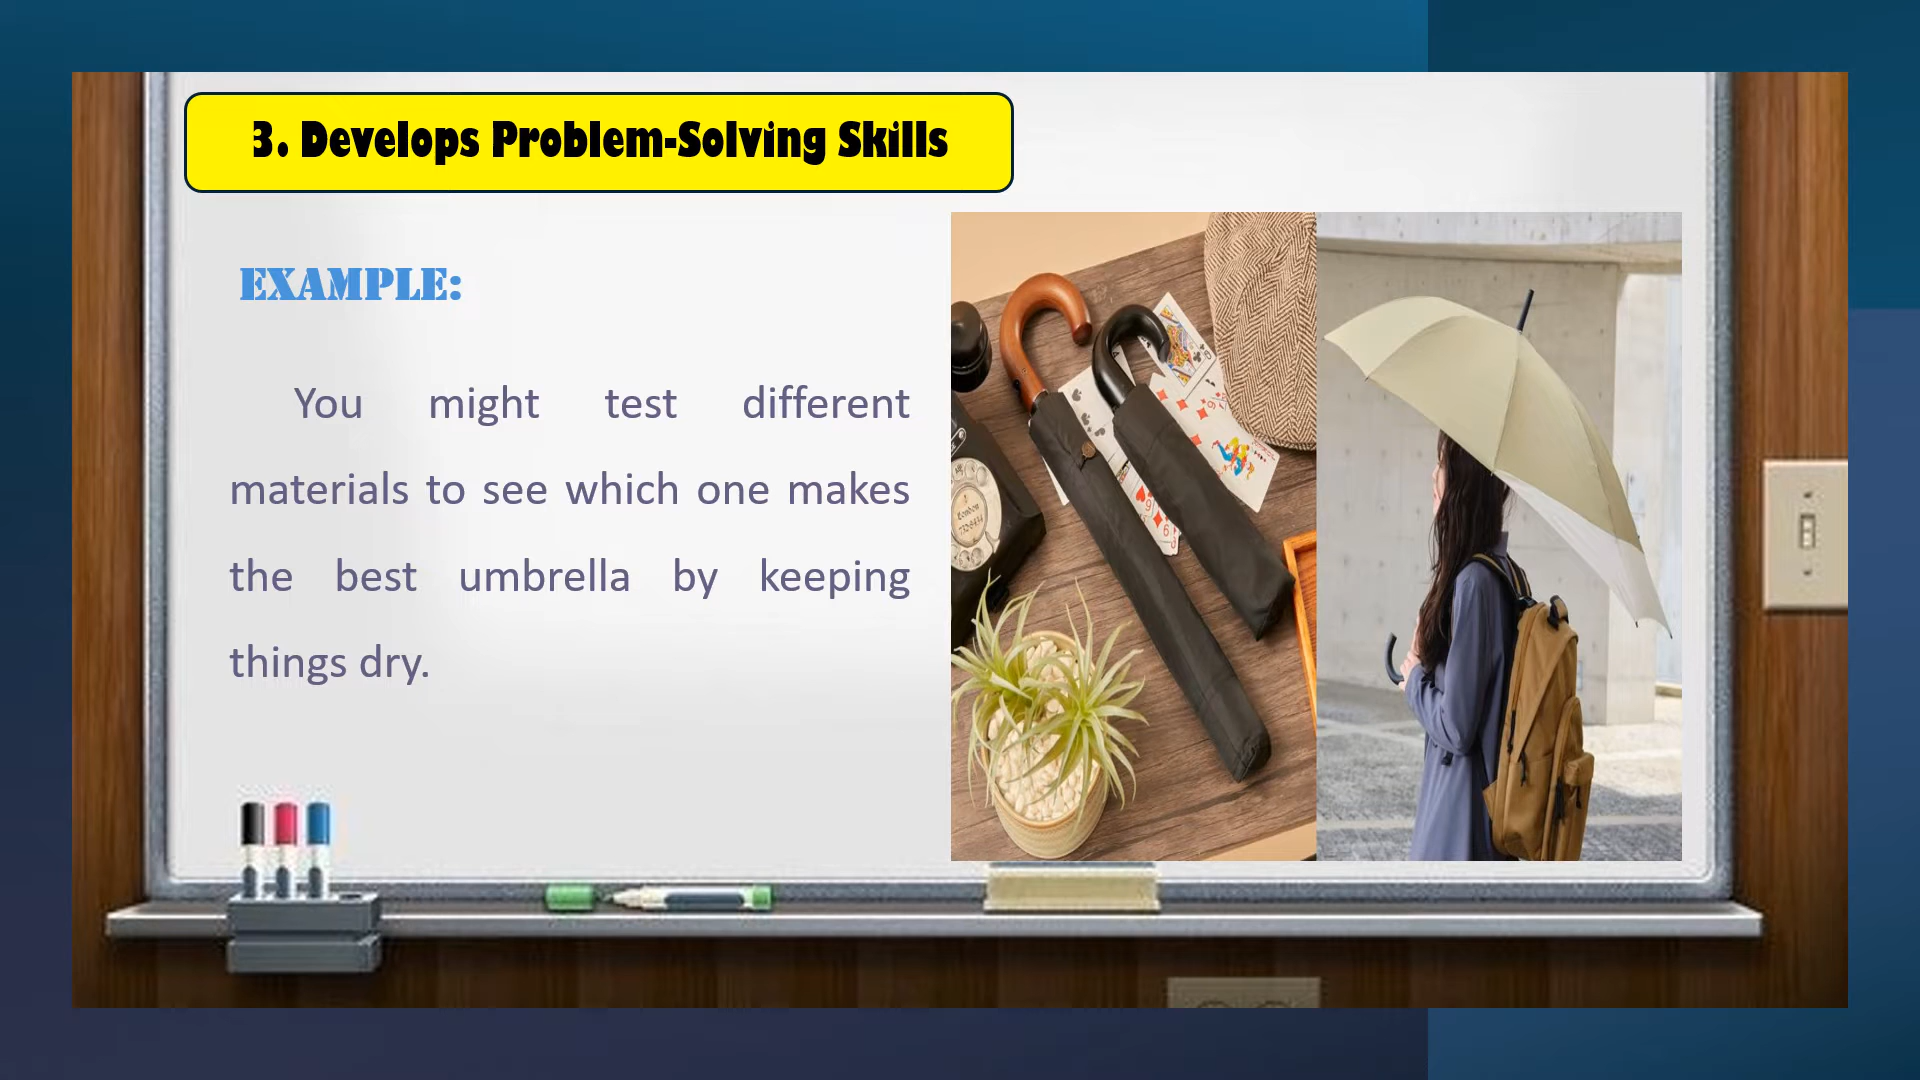 3. Develops Problem-Solving Skills
EXAMPLE:
You might test different
materials to see which one makes
the best umbrella by keeping
things dry.
London